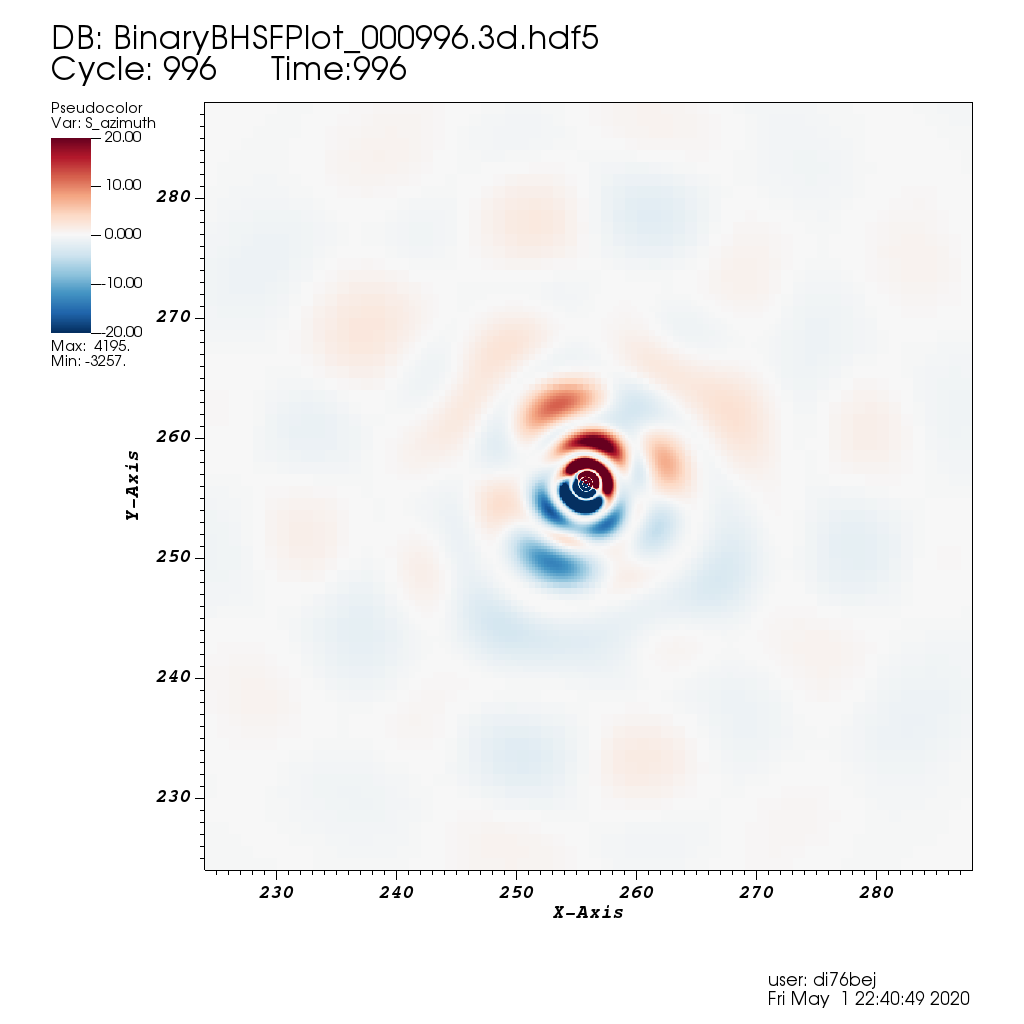 DB: BinaryBHSFPlot_000996.3d.hdf5
Cycle: 996 Time:996
Pseudocolor
Var: S_azimuth
20.00
10.00
0.000
-10.00
-20.00
Max: 4195.
Min: -3257.
280
270
260
250
240
230
Y-Axis
230 240 250 260 270 280
X-Axis
user: di76bej
Fri May 1 22:40:49 2020